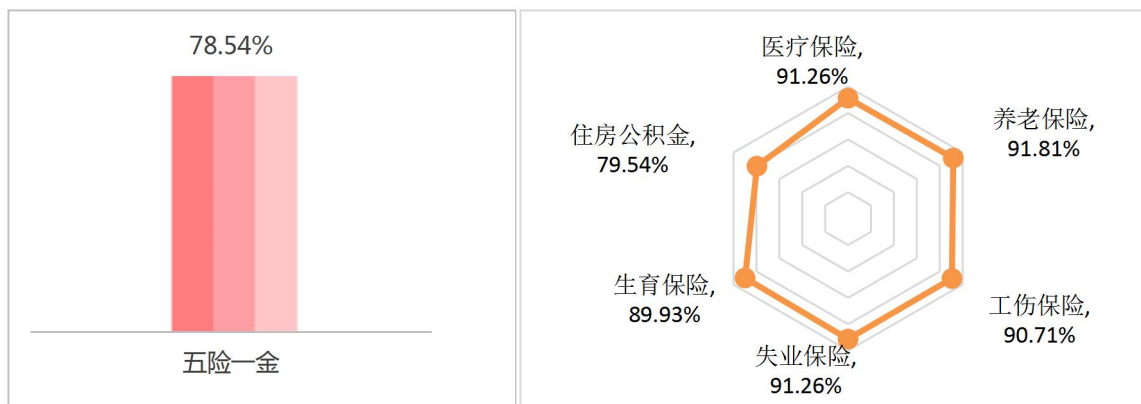 78.54%
五险一金
医疗保险,
91.26%
养老保险,
91.81%
住房公积金,
79.54%
生育保险,
89.93%
工伤保险,
90.71%
失业保险,
91.26%